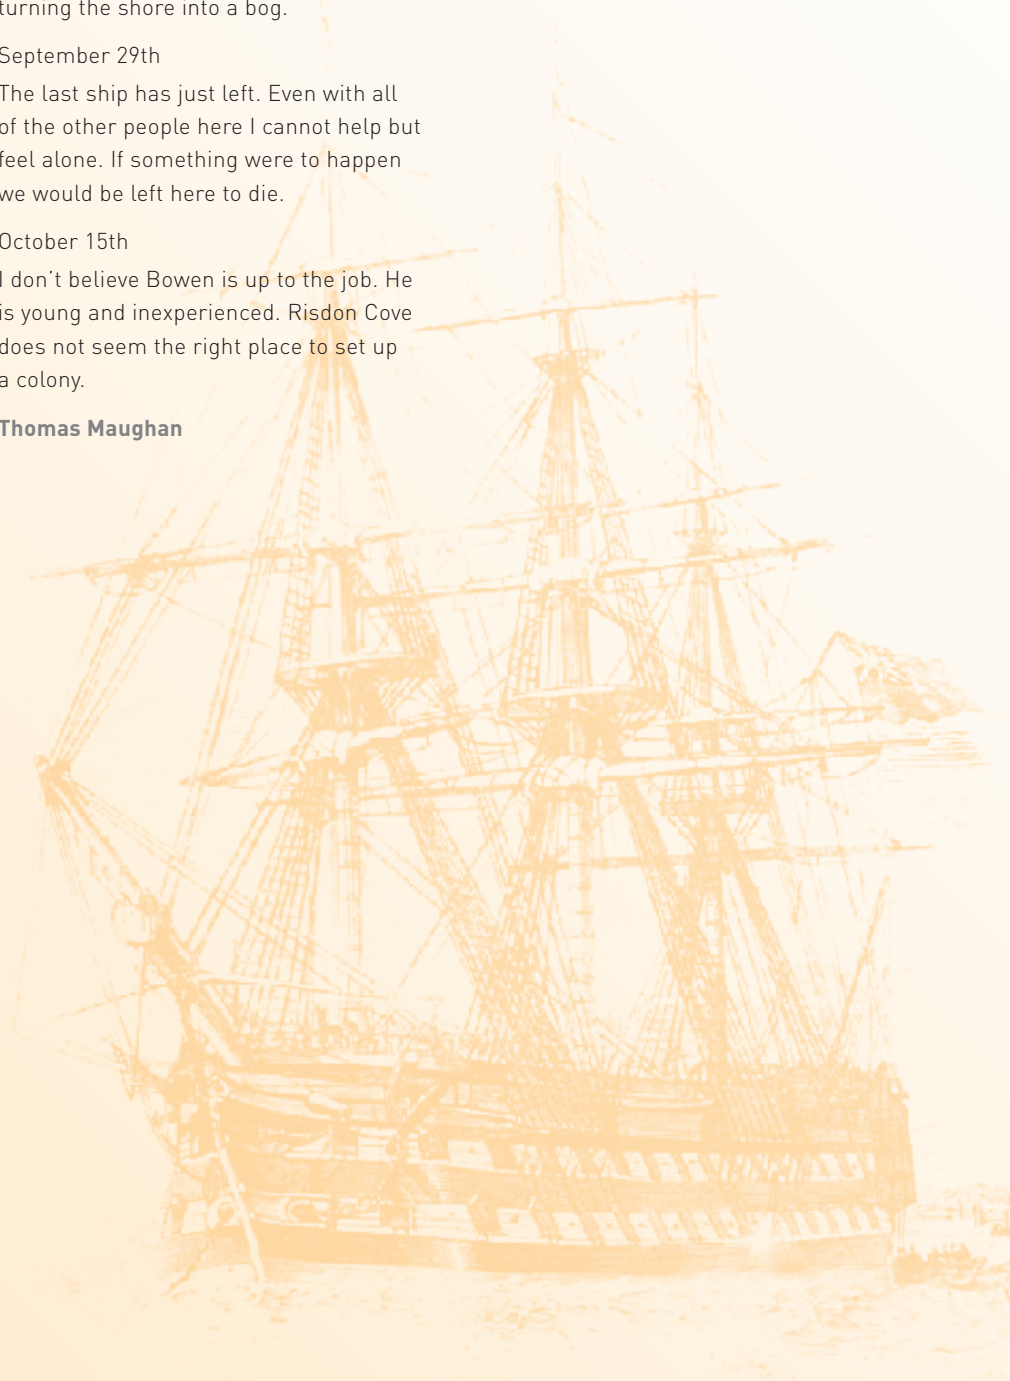 turning the shore into a bog.
September 29th
The last ship has just left. Even with all
of the other people here I cannot help but
feel alone. If something were to happen
we would be left here to die.
October 15th
I don’t believe Bowen is up to the job. He
is young and inexperienced. Risdon Cove
does not seem the right place to set up
a colony.
Thomas Maughan